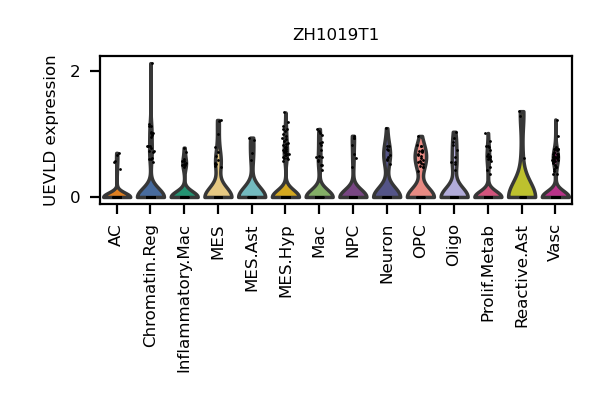 ZH1019T1
UEVLD expression
2
0
AC
Chromatin.Reg
Inflammatory.Mac
MES
MES.Ast
MES.Hyp
Mac
NPC
Neuron
OPC
Oligo
Prolif.Metab
Reactive.Ast
Vasc